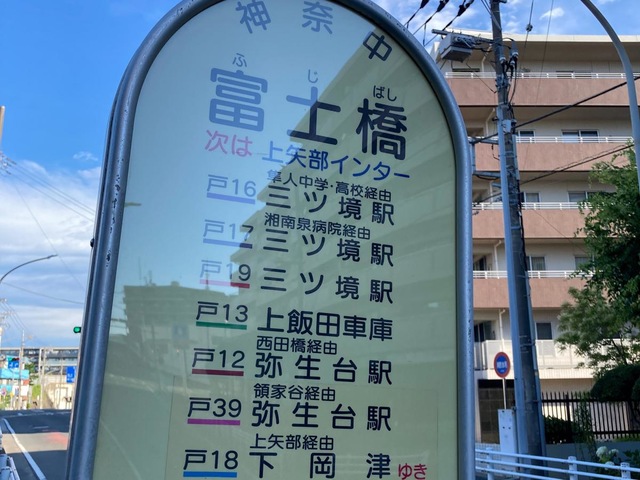 神奈中
ふじばし
富士橋
次は 上矢部インター
隼人中学・高校経由
戸16 三ツ境駅
湘南泉病院経由
戸17 三ツ境駅
戸19 三ツ境駅
戸13 上飯田車庫
西田橋経由
戸12 弥生台駅
領家谷経由
戸39 弥生台駅
上矢部経由
戸18 下岡津ゆき